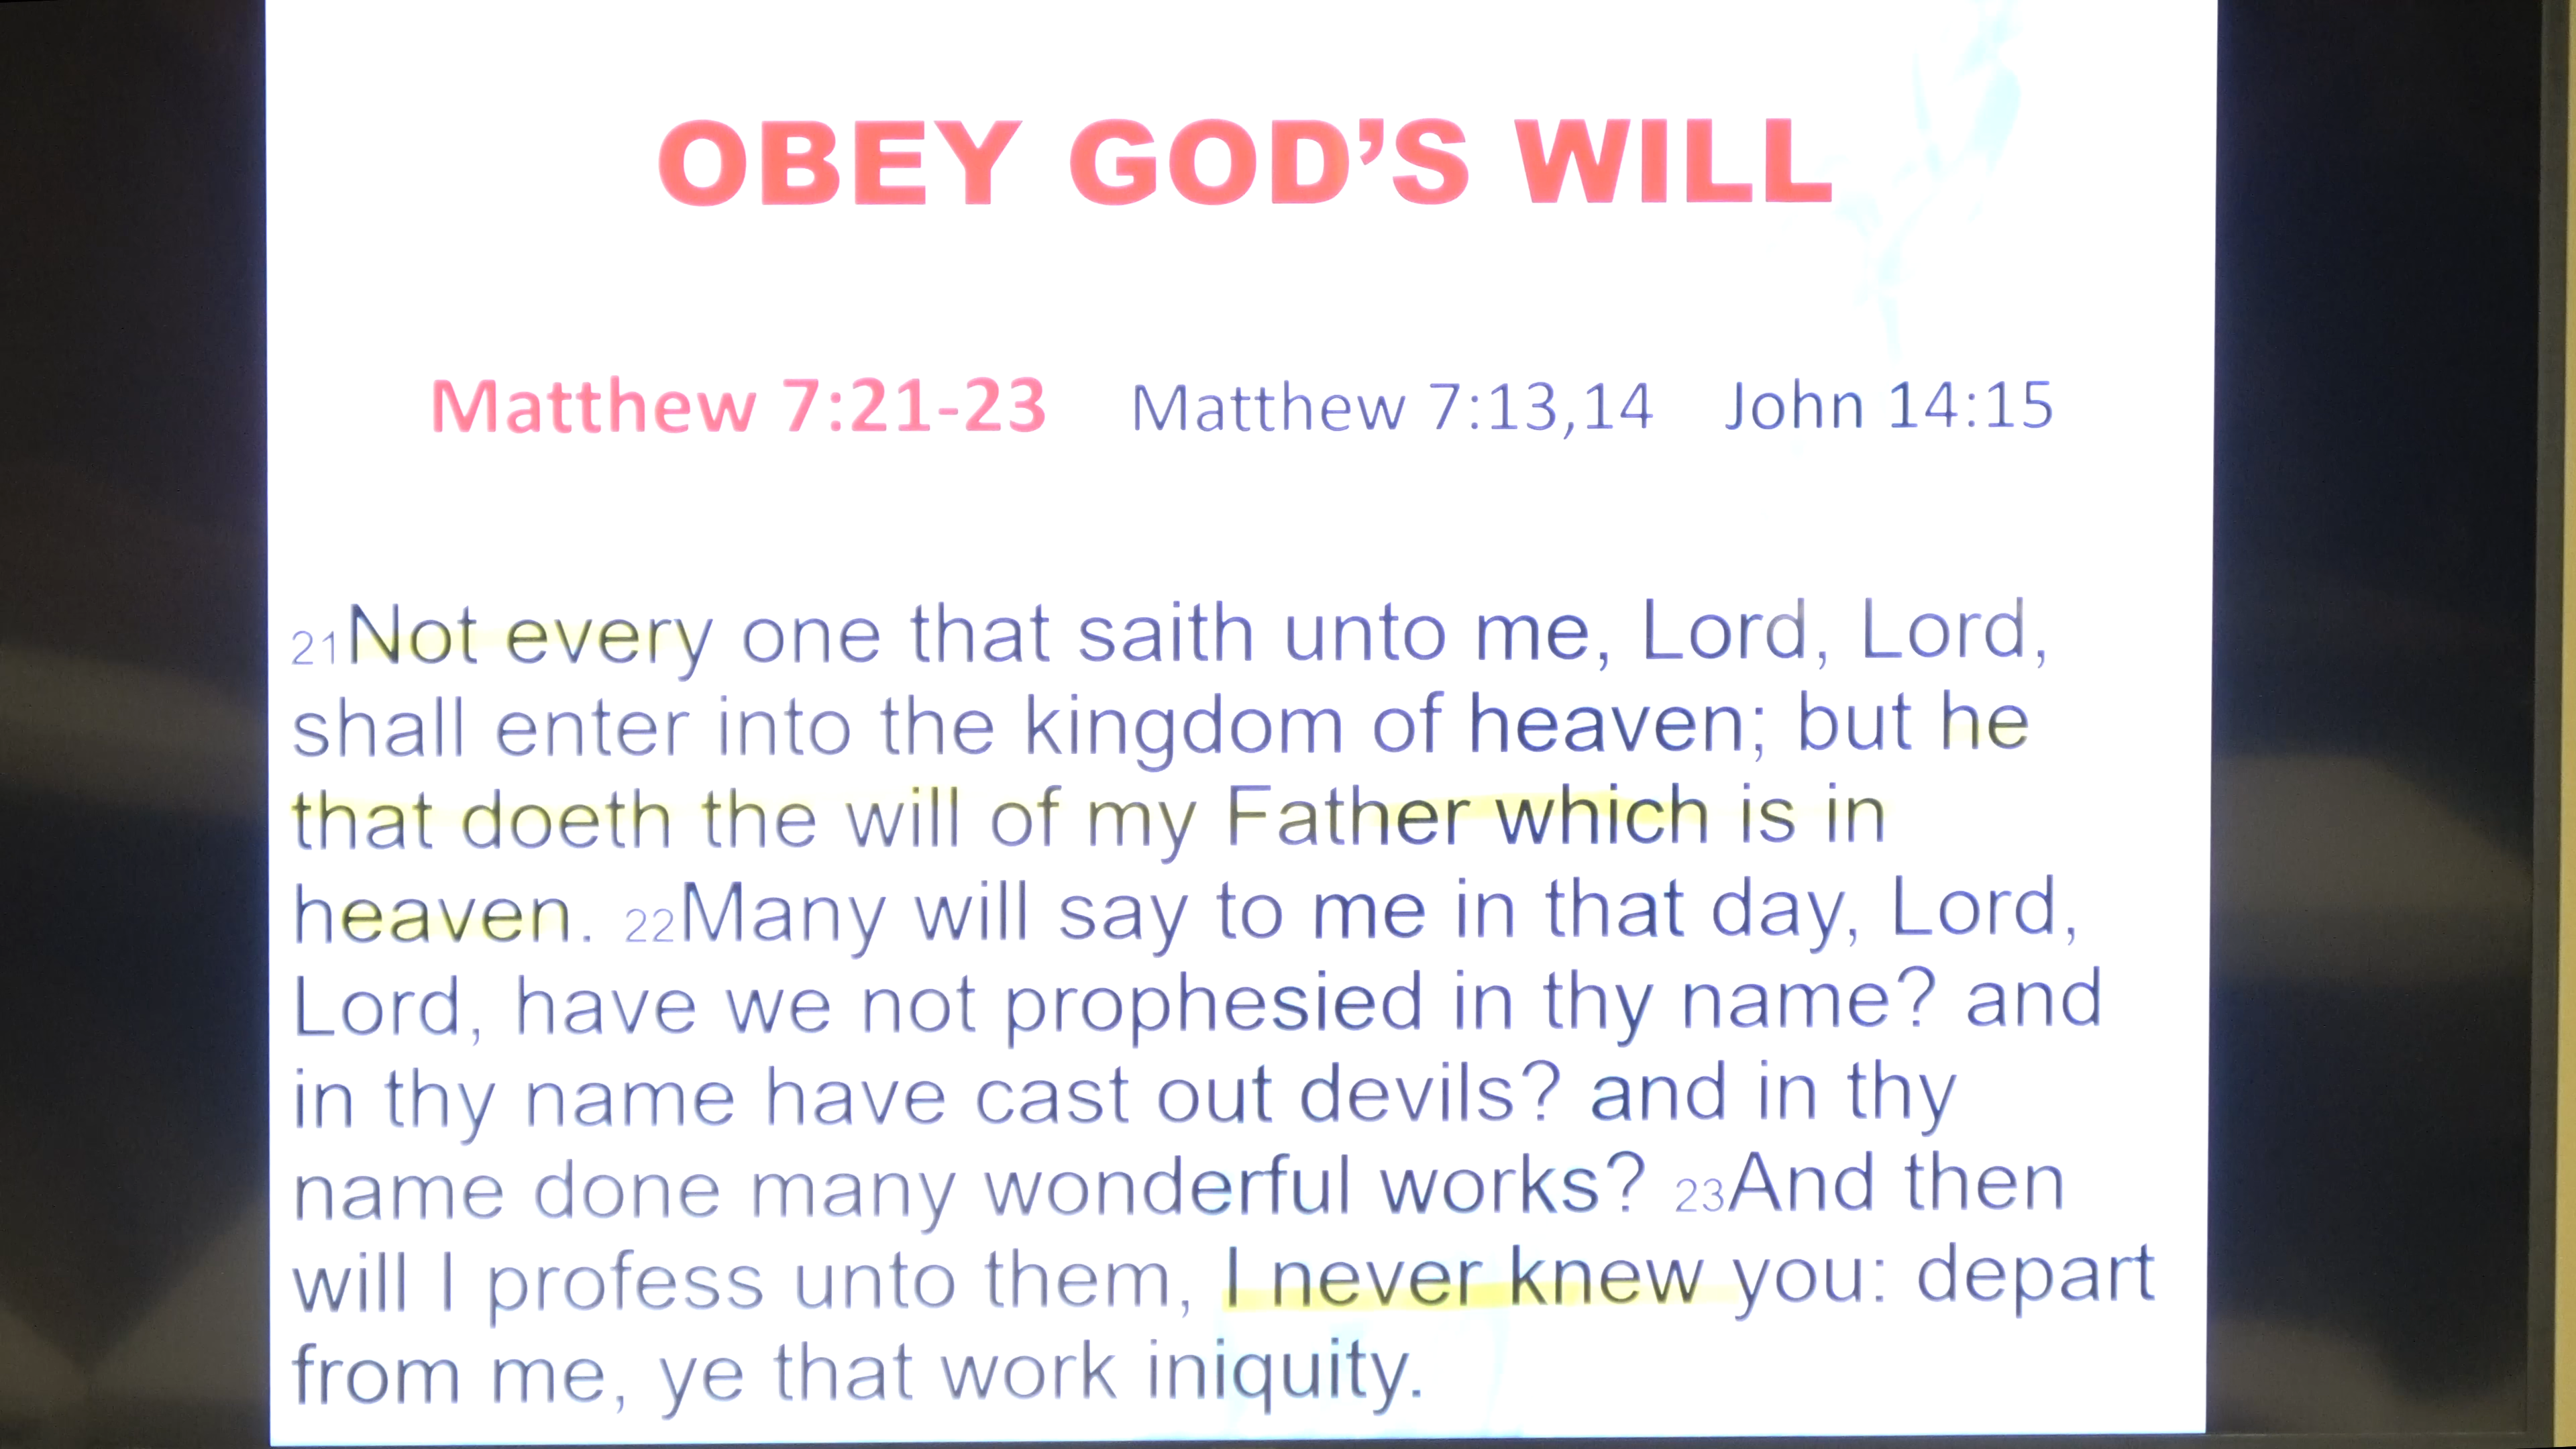 OBEY GOD’S WILL
Matthew 7:21-23 Matthew 7:13,14 John 14:15
21Not every one that saith unto me, Lord, Lord,
shall enter into the kingdom of heaven; but he
that doeth the will of my Father which is in
heaven. 22Many will say to me in that day, Lord,
Lord, have we not prophesied in thy name? and
in thy name have cast out devils? and in thy
name done many wonderful works? 23And then
will I profess unto them, I never knew you: depart
from me, ye that work iniquity.